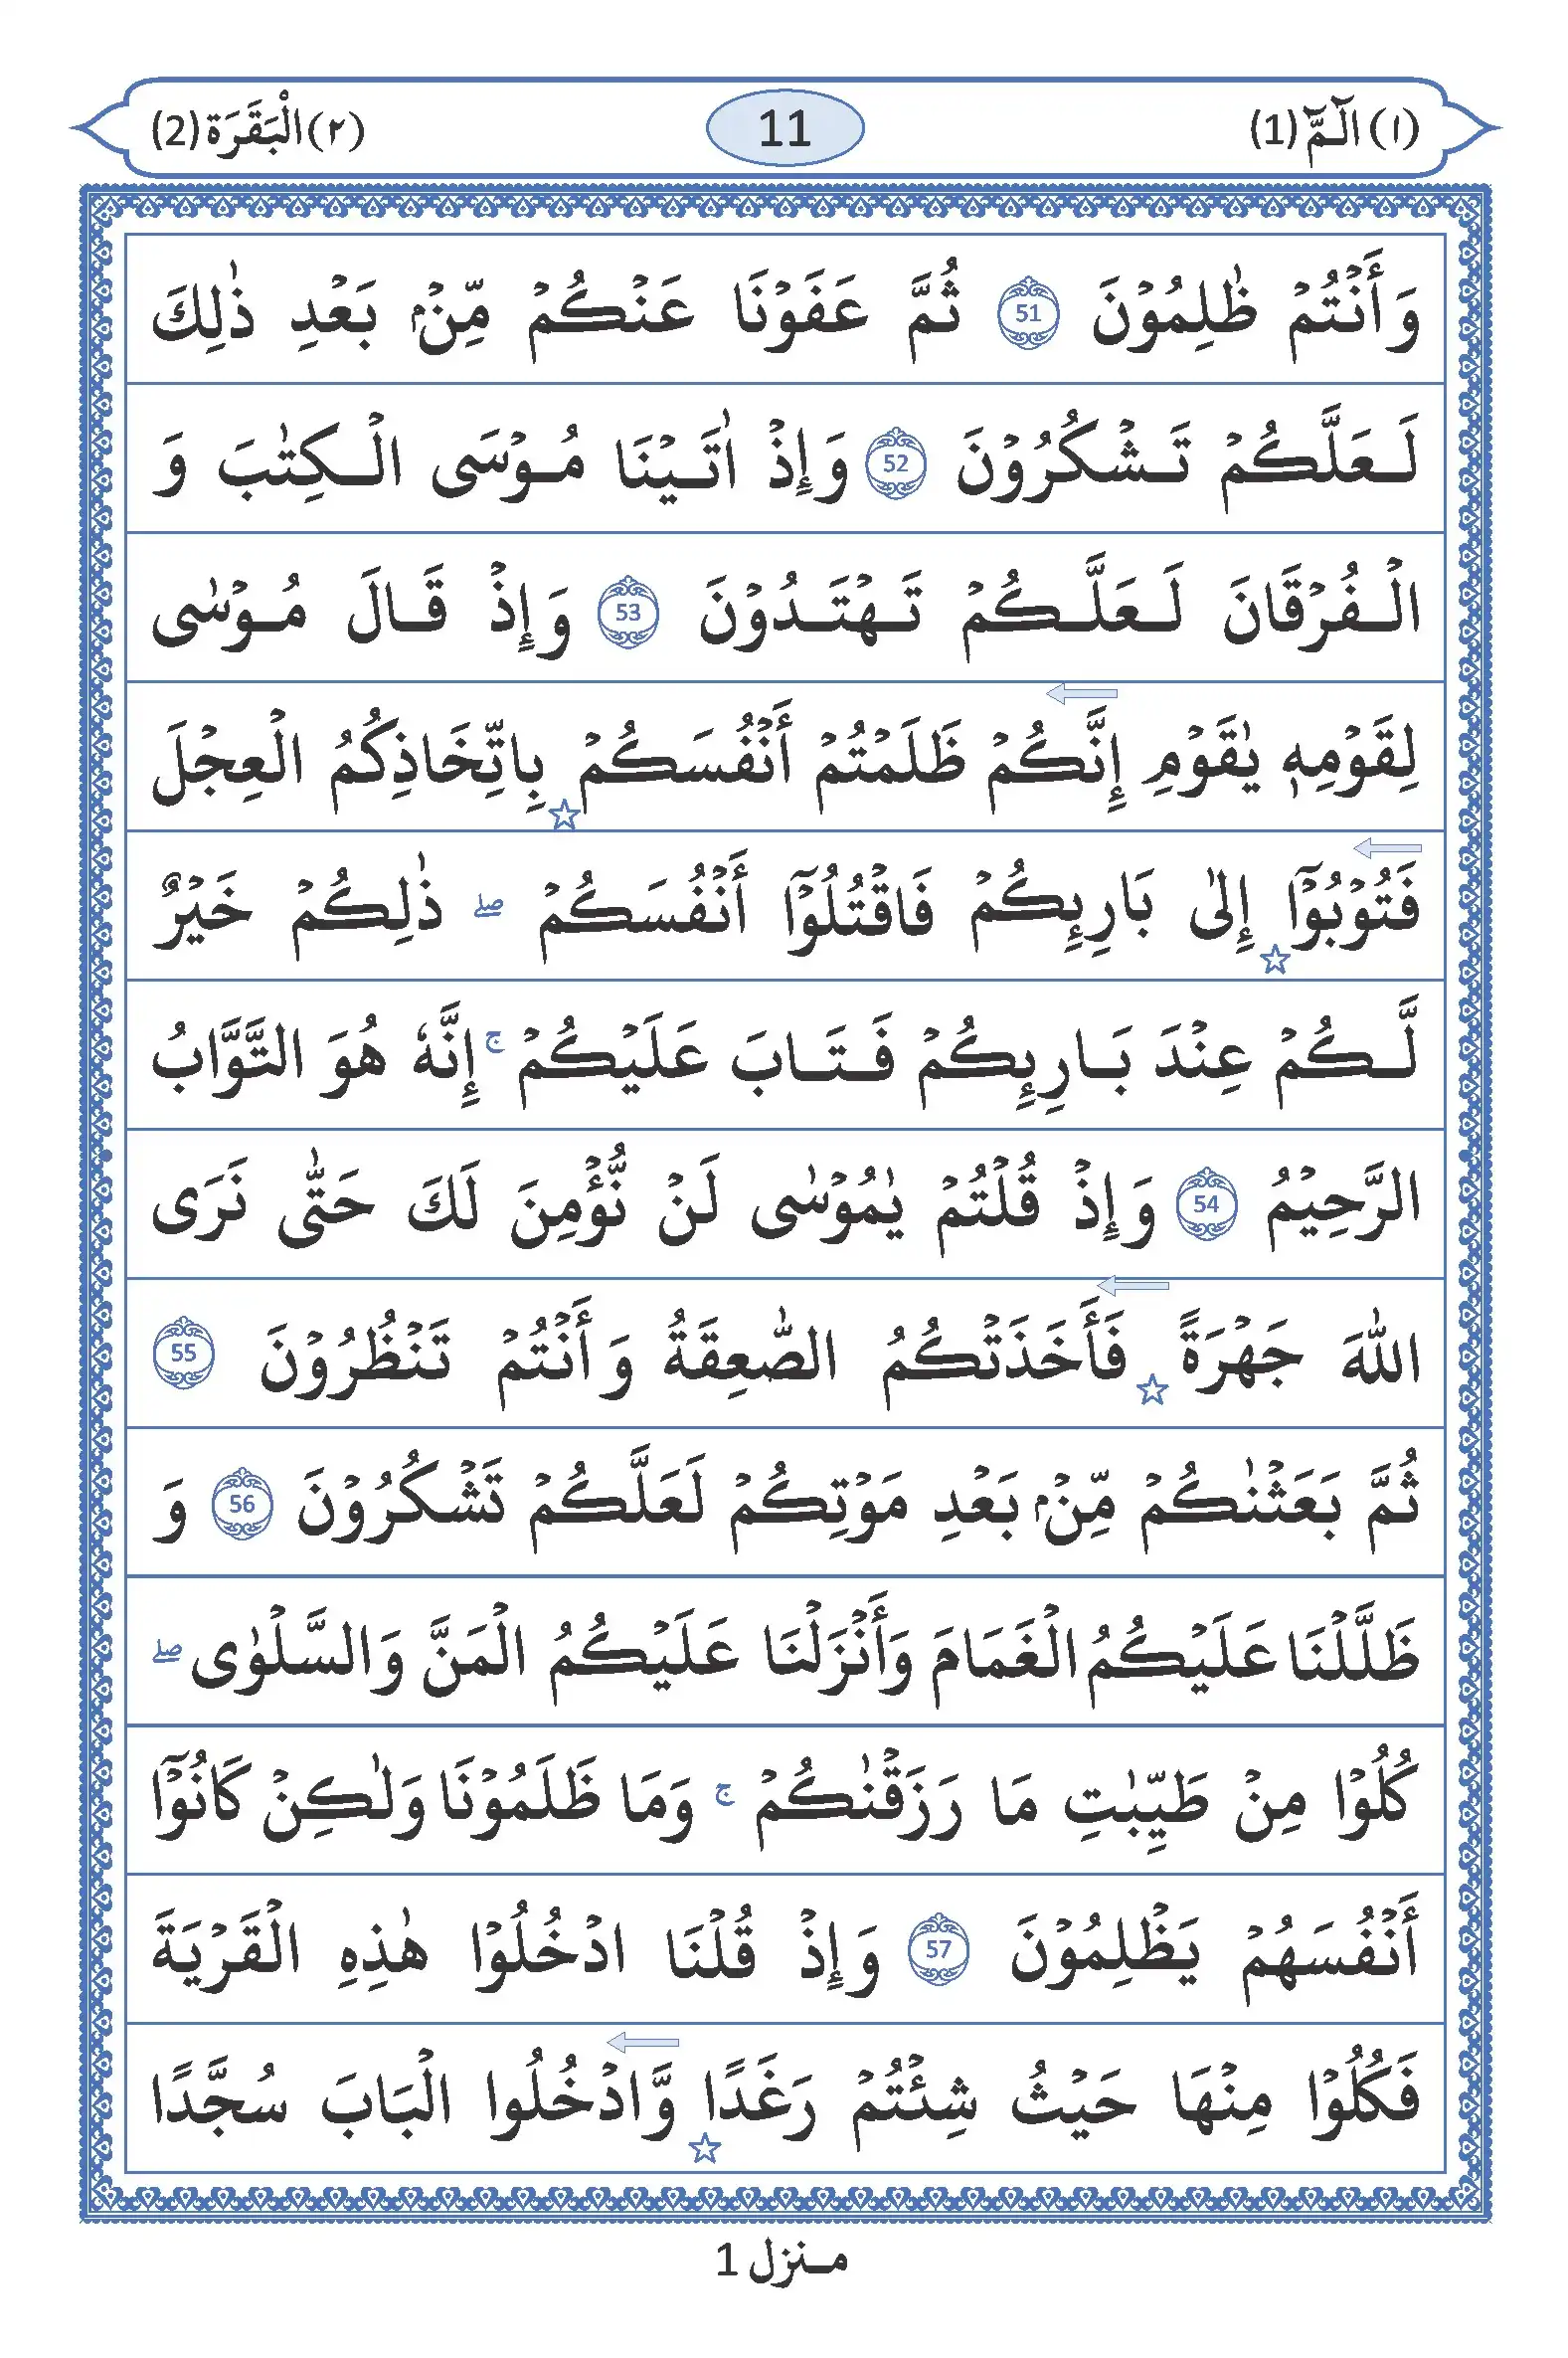 (١) الٓمّٓ (1) 11 (٢) الْبَقَرَة (2)
وَأَنْتُمْ ظٰلِمُوْنَ 51 ثُمَّ عَفَوْنَا عَنْكُمْ مِّنْۢ بَعْدِ ذٰلِكَ
لَعَلَّكُمْ تَشْكُرُوْنَ 52 وَإِذْ اٰتَيْنَا مُوْسَى الْكِتٰبَ وَ
الْفُرْقَانَ لَعَلَّكُمْ تَهْتَدُوْنَ 53 وَإِذْ قَالَ مُوْسٰى
لِقَوْمِهٖ يٰقَوْمِ إِنَّكُمْ ظَلَمْتُمْ أَنْفُسَكُمْ ☆ بِاتِّخَاذِكُمُ الْعِجْلَ
فَتُوْبُوْٓا ☆ إِلٰى بَارِئِكُمْ فَاقْتُلُوْٓا أَنْفُسَكُمْ ۖ ذٰلِكُمْ خَيْرٌ
لَّكُمْ عِنْدَ بَارِئِكُمْ فَتَابَ عَلَيْكُمْ ۚ إِنَّهٗ هُوَ التَّوَّابُ
الرَّحِيْمُ 54 وَإِذْ قُلْتُمْ يٰمُوْسٰى لَنْ نُّؤْمِنَ لَكَ حَتّٰى نَرَى
اللّٰهَ جَهْرَةً ☆ فَأَخَذَتْكُمُ الصّٰعِقَةُ وَأَنْتُمْ تَنْظُرُوْنَ 55
ثُمَّ بَعَثْنٰكُمْ مِّنْۢ بَعْدِ مَوْتِكُمْ لَعَلَّكُمْ تَشْكُرُوْنَ 56 وَ
ظَلَّلْنَا عَلَيْكُمُ الْغَمَامَ وَأَنْزَلْنَا عَلَيْكُمُ الْمَنَّ وَالسَّلْوٰى ۖ
كُلُوْا مِنْ طَيِّبٰتِ مَا رَزَقْنٰكُمْ ۚ وَمَا ظَلَمُوْنَا وَلٰكِنْ كَانُوْٓا
أَنْفُسَهُمْ يَظْلِمُوْنَ 57 وَإِذْ قُلْنَا ادْخُلُوْا هٰذِهِ الْقَرْيَةَ
فَكُلُوْا مِنْهَا حَيْثُ شِئْتُمْ رَغَدًا ☆ وَّادْخُلُوا الْبَابَ سُجَّدًا
منزل 1